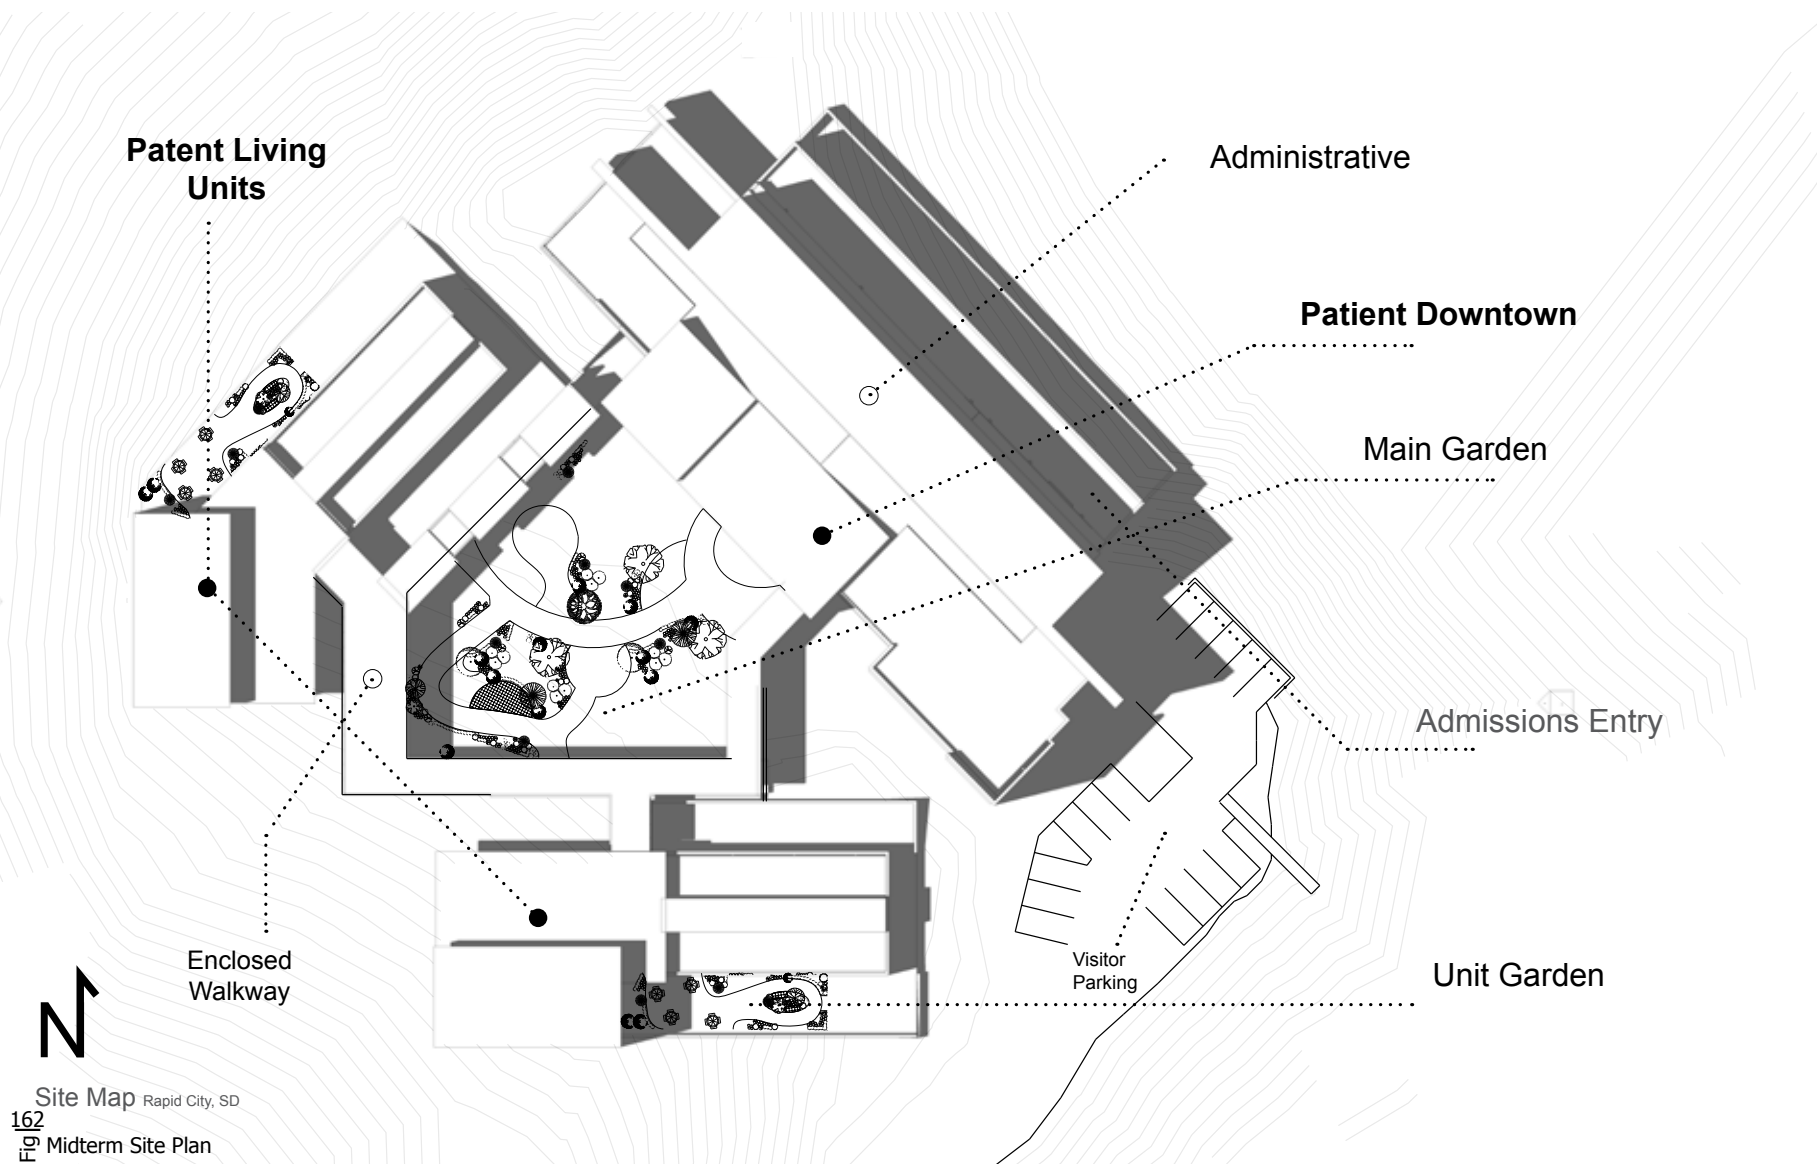 Patent Living
Units
Administrative
Patient Downtown
Main Garden
Admissions Entry
Enclosed
Walkway
Visitor
Parking
Unit Garden
N
Site Map Rapid City, SD
162
Fig
Midterm Site Plan